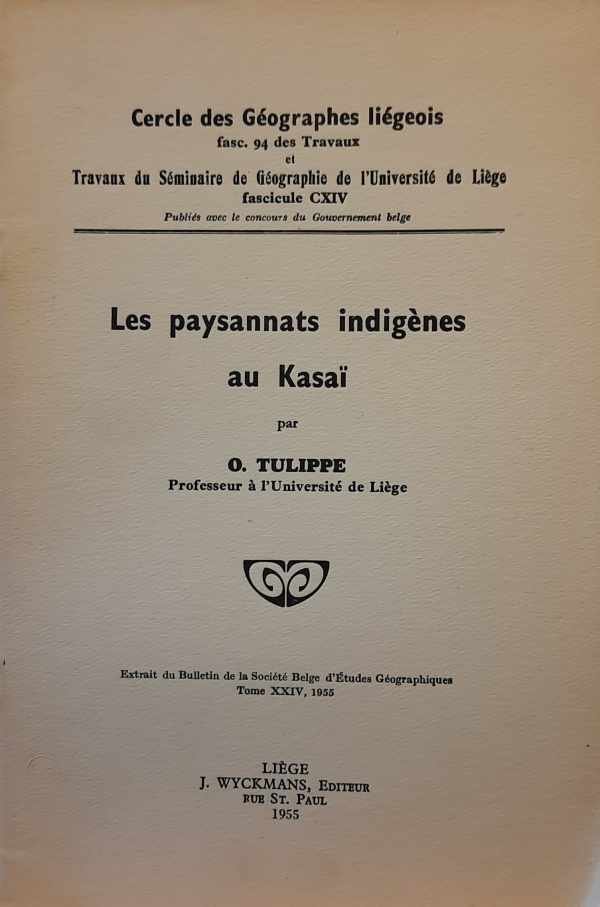 Cercle des Géographes liégeois
fasc. 94 des Travaux
et
Travaux du Séminaire de Géographie de l'Université de Liège
fascicule CXIV
Publiés avec le concours du Gouvernement belge
Les paysannats indigènes
au Kasaï
par
O. TULIPPE
Professeur à l'Université de Liège
Extrait du Bulletin de la Société Belge d'Études Géographiques
Tome XXIV, 1955
LIÈGE
J. WYCKMANS, EDITEUR
RUE ST. PAUL
1955